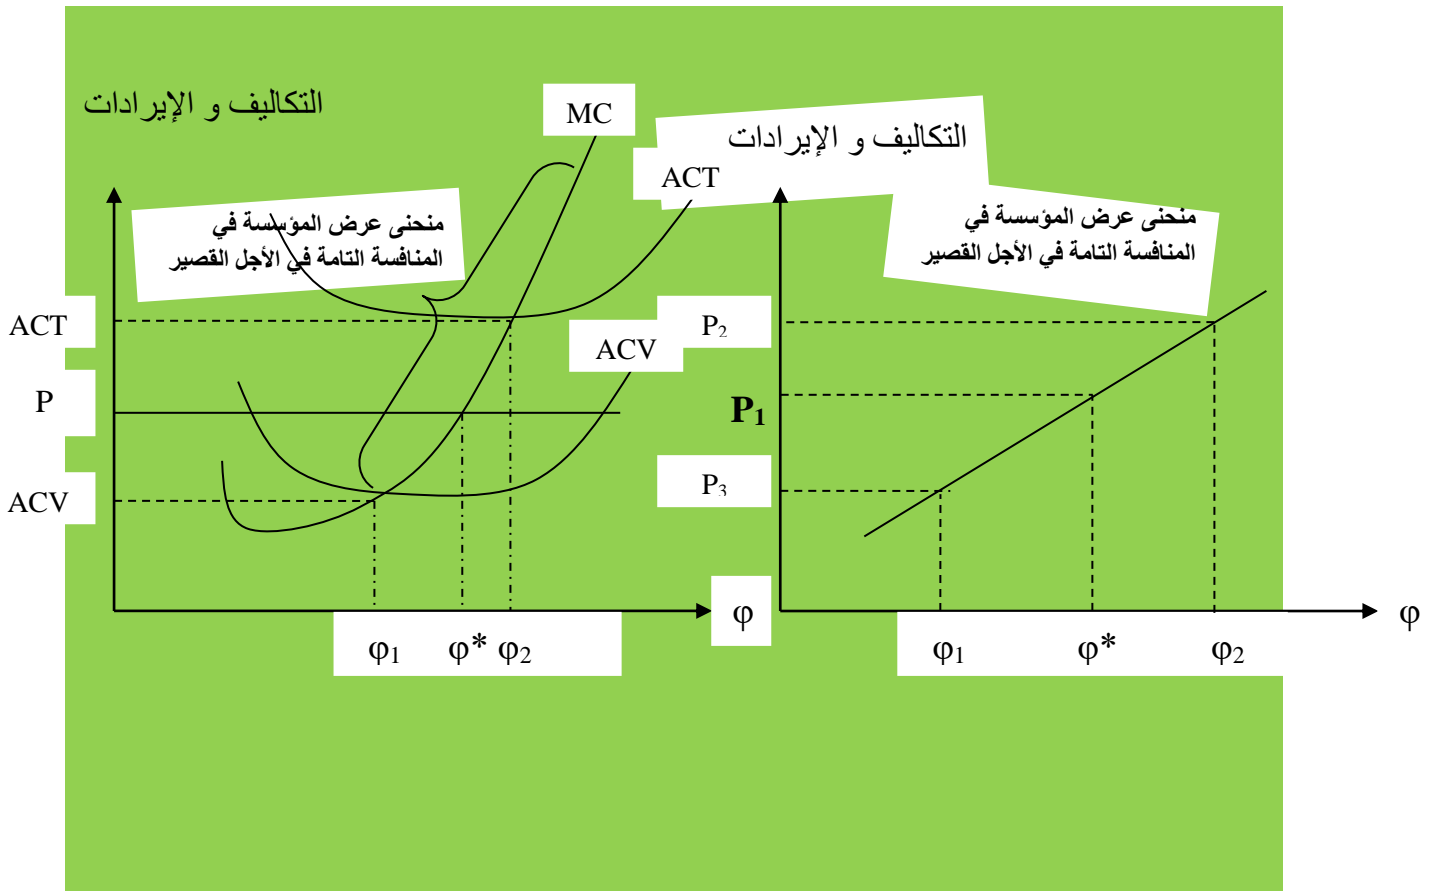 التكاليف و الإيرادات
MC
التكاليف و الإيرادات
ACT
منحنى عرض المؤسسة في
المنافسة التامة في الأجل القصير
منحنى عرض المؤسسة في
المنافسة التامة في الأجل القصير
ACT
P₂
ACV
P
P₁
ACV
P₃
φ
φ
φ₁ φ* φ₂
φ₁ φ* φ₂